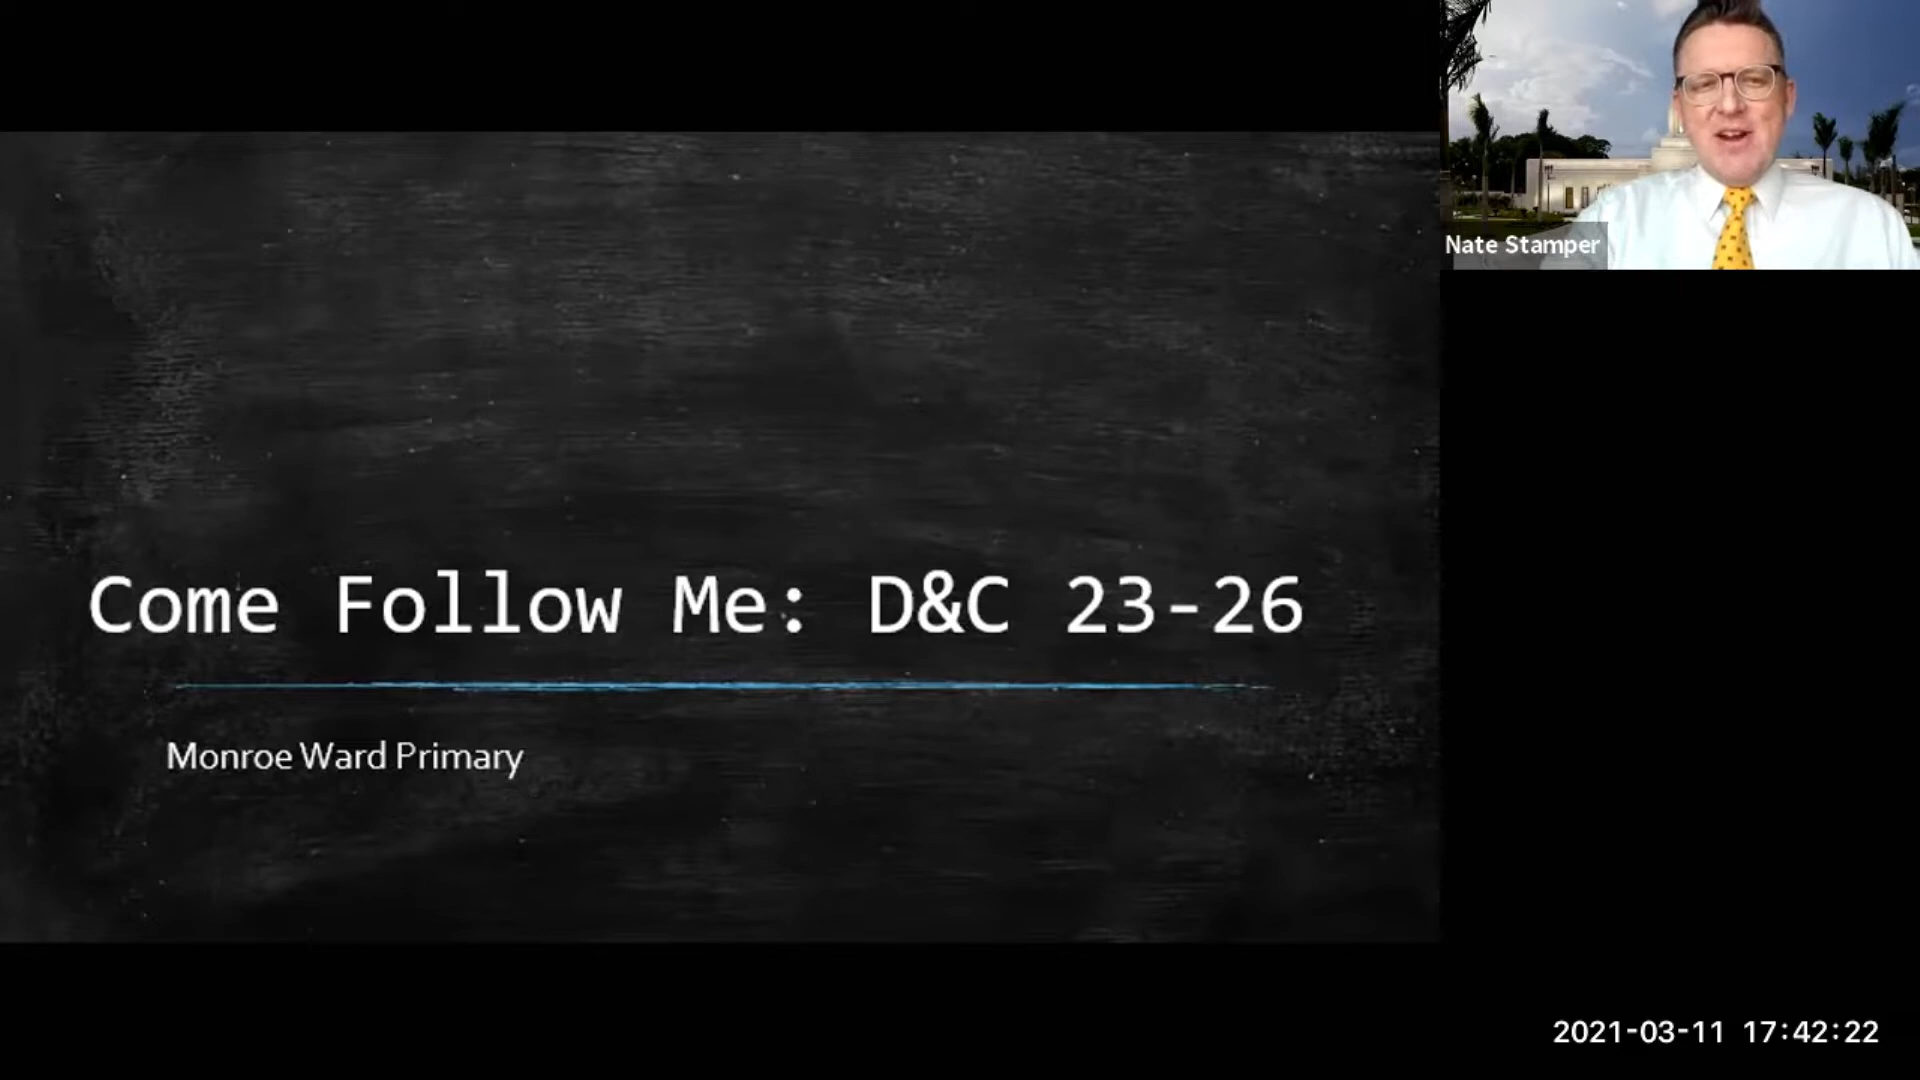 Nate Stamper
Come Follow Me: D&C 23-26
Monroe Ward Primary
2021-03-11 17:42:22